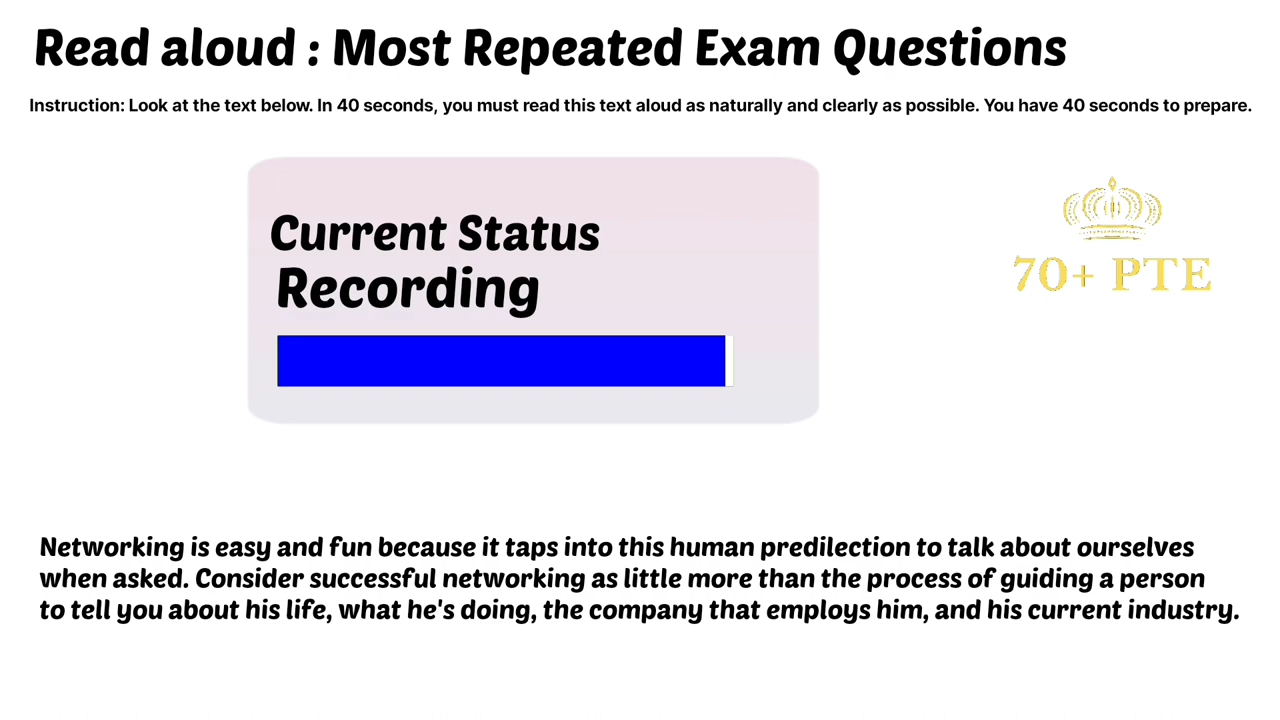 Read aloud : Most Repeated Exam Questions
Instruction: Look at the text below. In 40 seconds, you must read this text aloud as naturally and clearly as possible. You have 40 seconds to prepare.
Current Status
Recording
70+ PTE
Networking is easy and fun because it taps into this human predilection to talk about ourselves
when asked. Consider successful networking as little more than the process of guiding a person
to tell you about his life, what he's doing, the company that employs him, and his current industry.